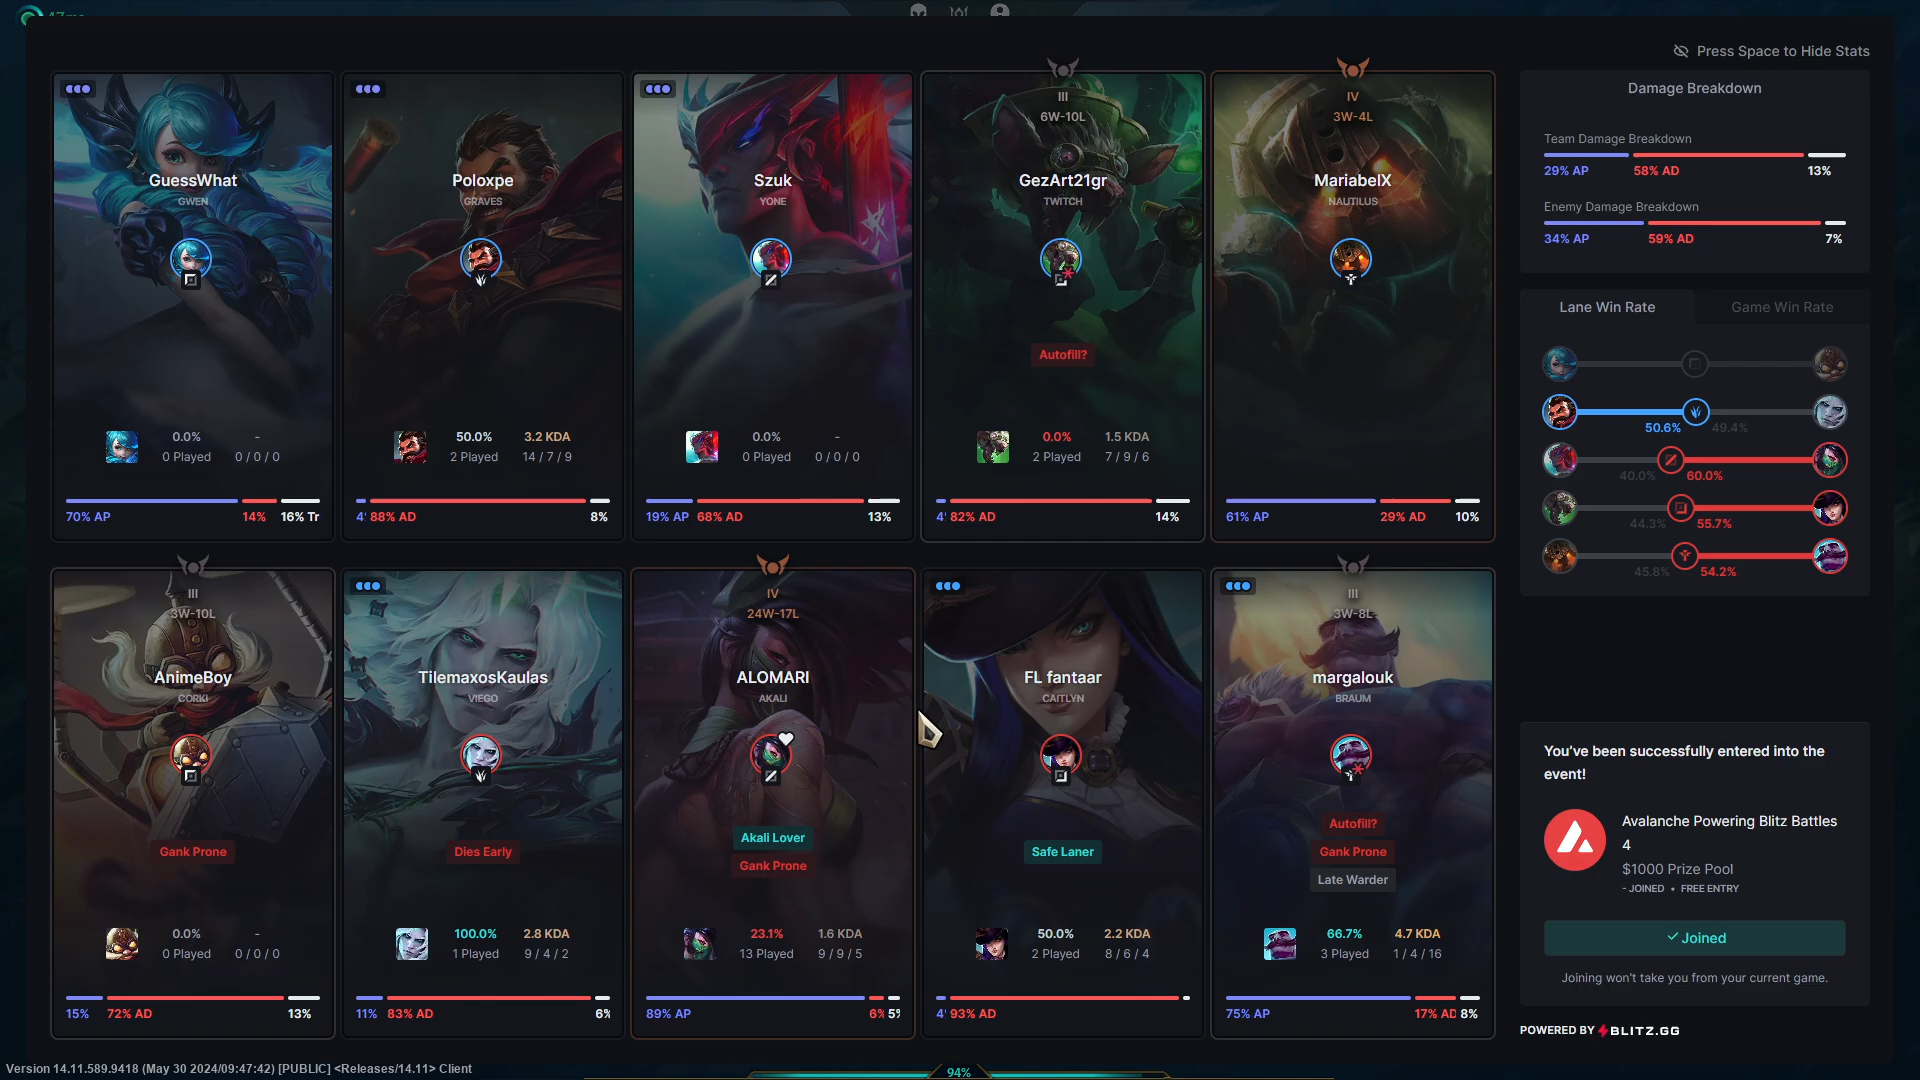 47ms
Press Space to Hide Stats
GuessWhat
GWEN
0.0%
-
0 Played
0 / 0 / 0
70% AP
14%
16% Tr
Poloxpe
GRAVES
50.0%
3.2 KDA
2 Played
14 / 7 / 9
4'
88% AD
8%
Szuk
YONE
0.0%
-
0 Played
0 / 0 / 0
19% AP
68% AD
13%
III
6W-10L
GezArt21gr
TWITCH
Autofill?
0.0%
1.5 KDA
2 Played
7 / 9 / 6
4'
82% AD
14%
IV
3W-4L
MariabelX
NAUTILUS
61% AP
29% AD
10%
III
3W-10L
AnimeBoy
CORKI
Gank Prone
0.0%
-
0 Played
0 / 0 / 0
15%
72% AD
13%
TilemaxosKaulas
VIEGO
Dies Early
100.0%
2.8 KDA
1 Played
9 / 4 / 2
11%
83% AD
6%
IV
24W-17L
ALOMARI
AKALI
Akali Lover
Gank Prone
23.1%
1.6 KDA
13 Played
9 / 9 / 5
89% AP
6%
5%
FL fantaar
CAITLYN
Safe Laner
50.0%
2.2 KDA
2 Played
8 / 6 / 4
4'
93% AD
III
3W-8L
margalouk
BRAUM
Autofill?
Gank Prone
Late Warder
66.7%
4.7 KDA
3 Played
1 / 4 / 16
75% AP
17% AD
8%
Damage Breakdown
Team Damage Breakdown
29% AP
58% AD
13%
Enemy Damage Breakdown
34% AP
59% AD
7%
Lane Win Rate
Game Win Rate
50.6%
49.4%
40.0%
60.0%
44.3%
55.7%
45.8%
54.2%
You've been successfully entered into the
event!
Avalanche Powering Blitz Battles
4
$1000 Prize Pool
- JOINED • FREE ENTRY
Joined
Joining won't take you from your current game.
POWERED BY BLITZ.GG
Version 14.11.589.9418 (May 30 2024/09:47:42) [PUBLIC] <Releases/14.11> Client
94%